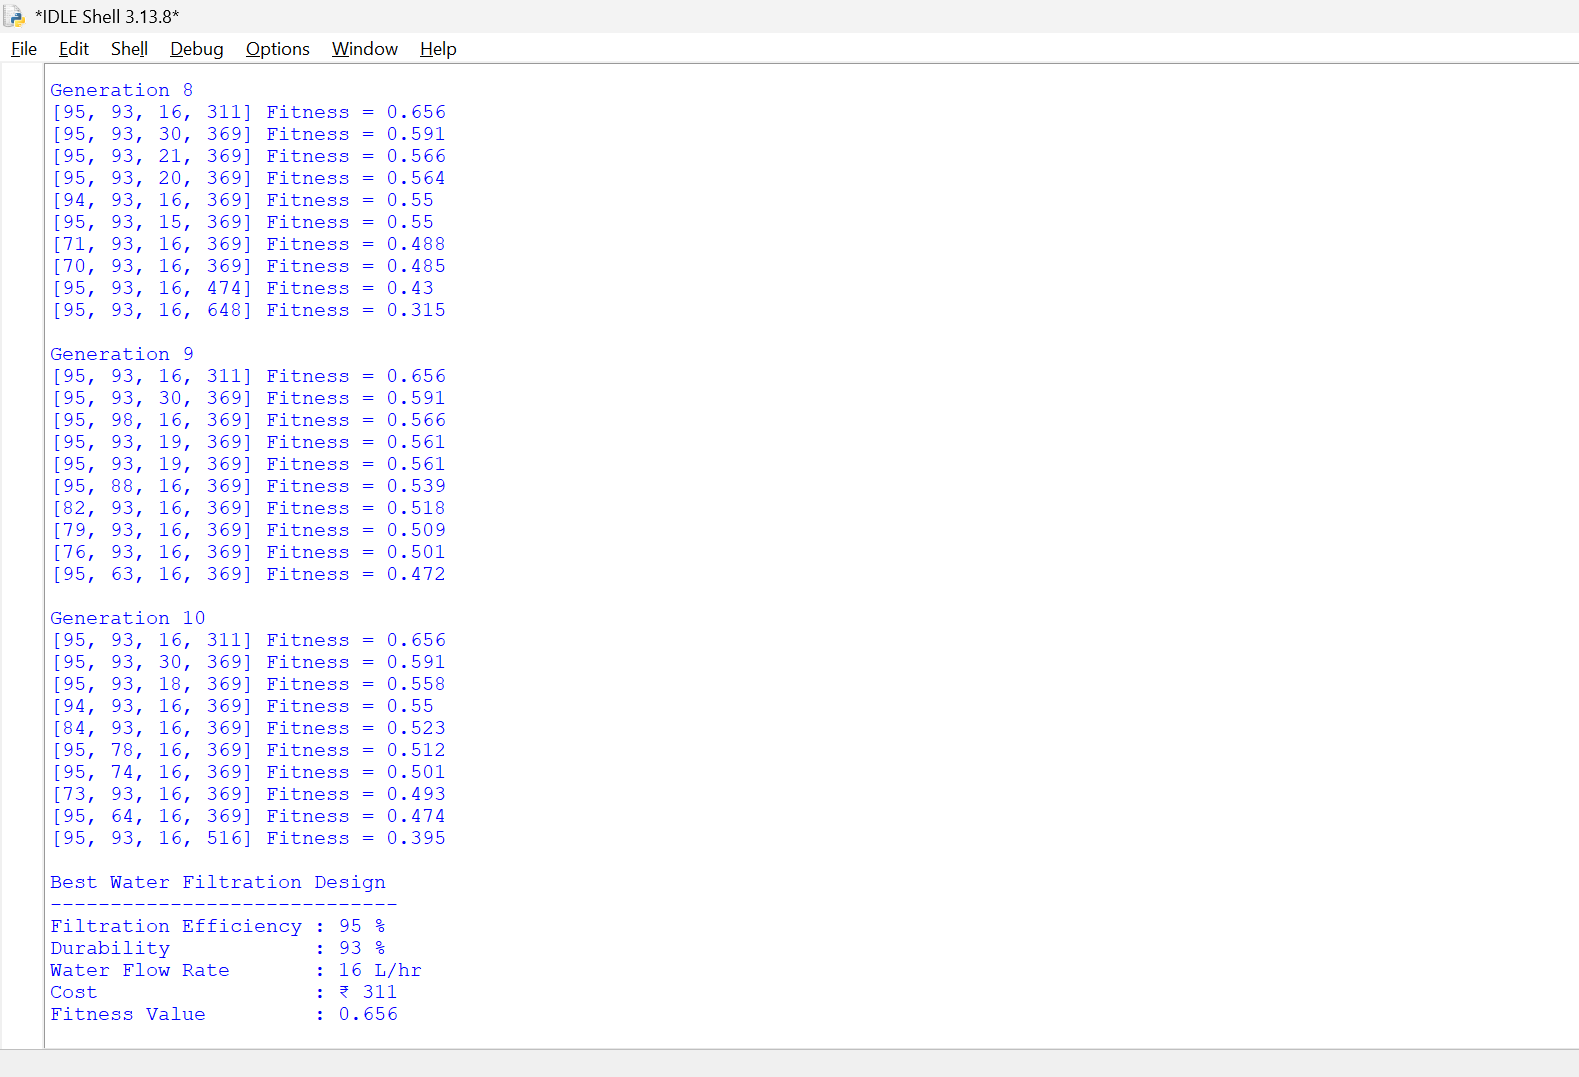 *IDLE Shell 3.13.8*
File Edit Shell Debug Options Window Help
Generation 8
[95, 93, 16, 311] Fitness = 0.656
[95, 93, 30, 369] Fitness = 0.591
[95, 93, 21, 369] Fitness = 0.566
[95, 93, 20, 369] Fitness = 0.564
[94, 93, 16, 369] Fitness = 0.55
[95, 93, 15, 369] Fitness = 0.55
[71, 93, 16, 369] Fitness = 0.488
[70, 93, 16, 369] Fitness = 0.485
[95, 93, 16, 474] Fitness = 0.43
[95, 93, 16, 648] Fitness = 0.315
Generation 9
[95, 93, 16, 311] Fitness = 0.656
[95, 93, 30, 369] Fitness = 0.591
[95, 98, 16, 369] Fitness = 0.566
[95, 93, 19, 369] Fitness = 0.561
[95, 93, 19, 369] Fitness = 0.561
[95, 88, 16, 369] Fitness = 0.539
[82, 93, 16, 369] Fitness = 0.518
[79, 93, 16, 369] Fitness = 0.509
[76, 93, 16, 369] Fitness = 0.501
[95, 63, 16, 369] Fitness = 0.472
Generation 10
[95, 93, 16, 311] Fitness = 0.656
[95, 93, 30, 369] Fitness = 0.591
[95, 93, 18, 369] Fitness = 0.558
[94, 93, 16, 369] Fitness = 0.55
[84, 93, 16, 369] Fitness = 0.523
[95, 78, 16, 369] Fitness = 0.512
[95, 74, 16, 369] Fitness = 0.501
[73, 93, 16, 369] Fitness = 0.493
[95, 64, 16, 369] Fitness = 0.474
[95, 93, 16, 516] Fitness = 0.395
Best Water Filtration Design
-----------------------------
Filtration Efficiency : 95 %
Durability            : 93 %
Water Flow Rate       : 16 L/hr
Cost                  : ₹ 311
Fitness Value         : 0.656